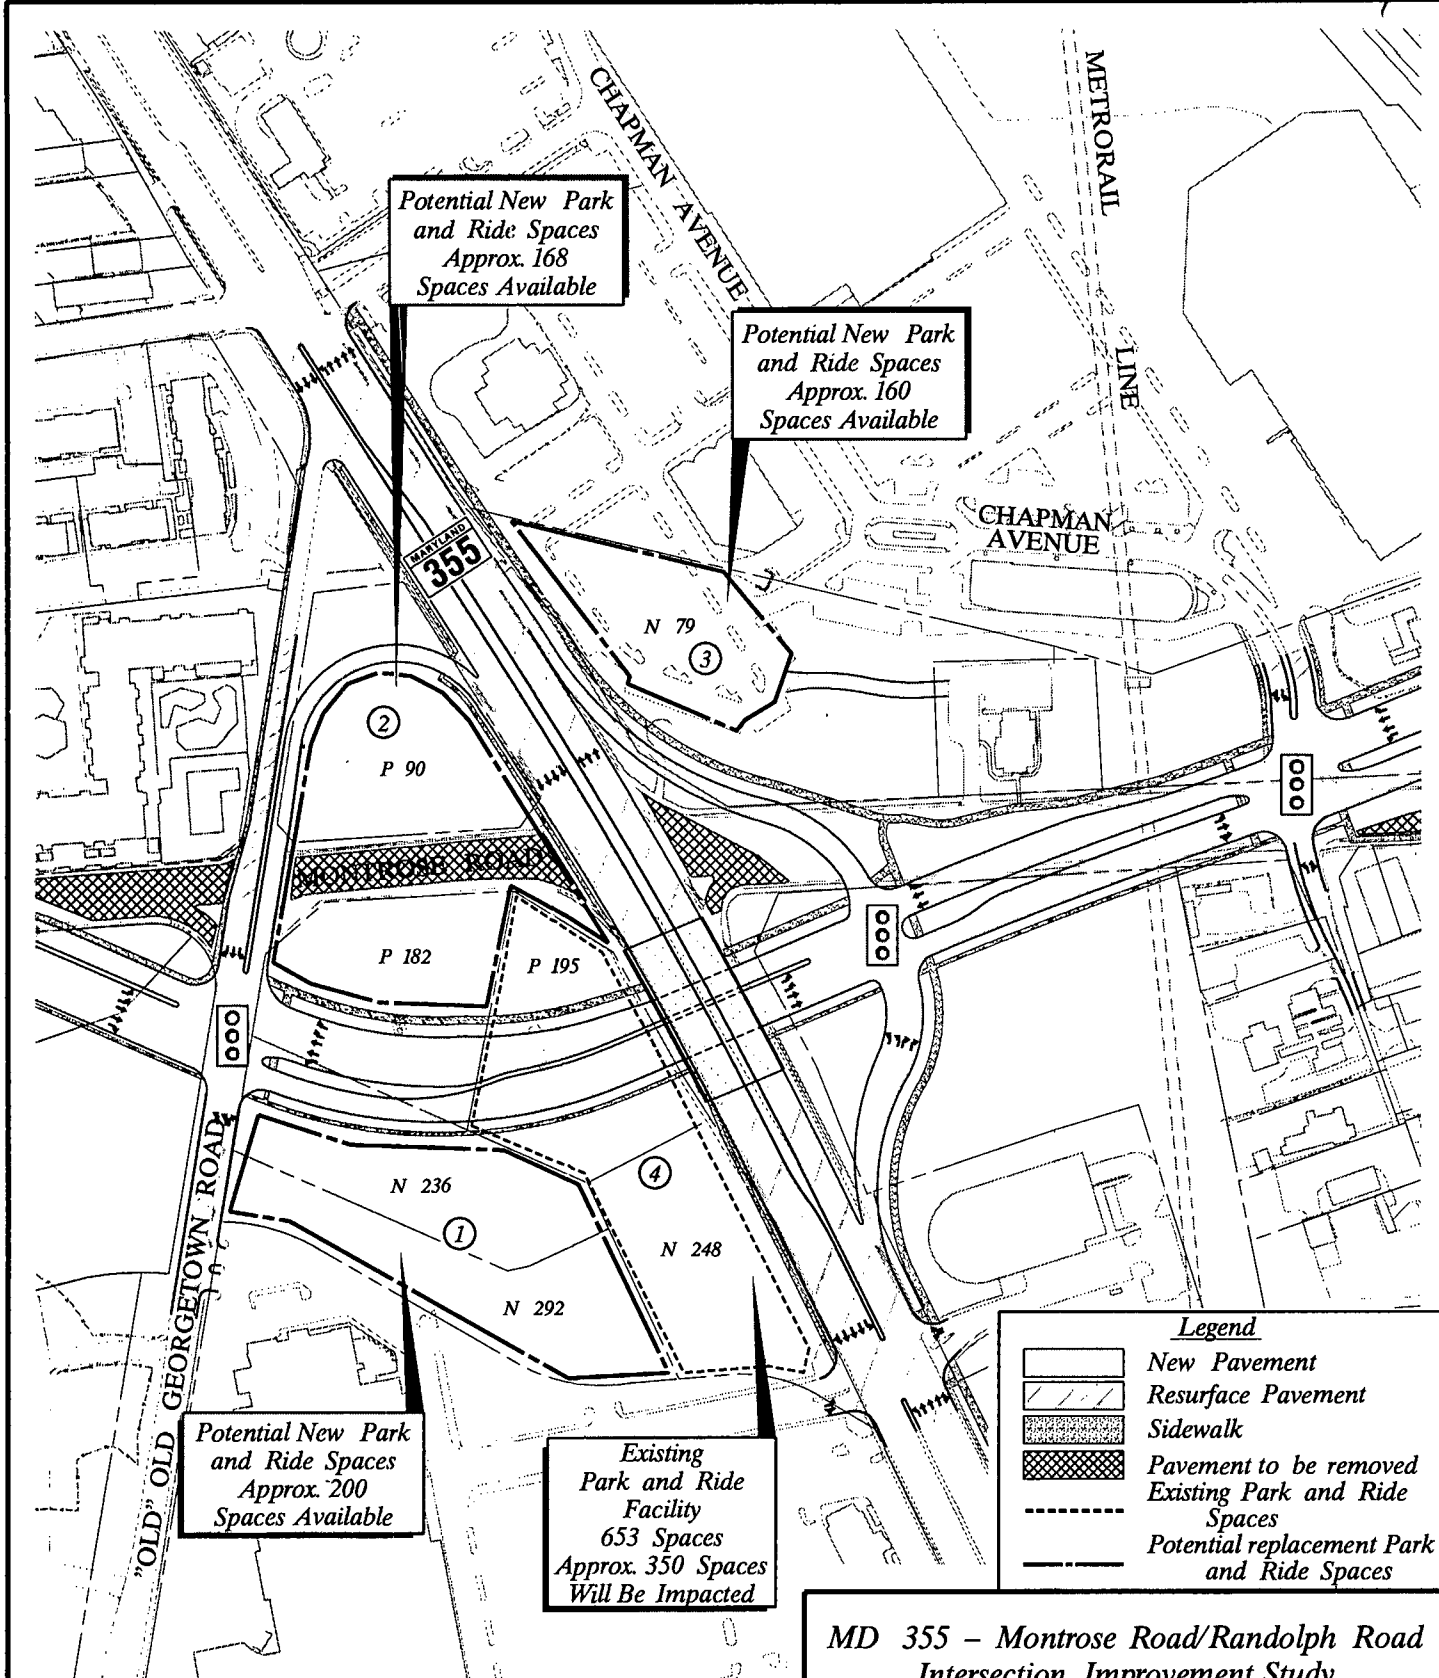 CHAPMAN AVENUE
METRORAIL LINE
Potential New Park
and Ride Spaces
Approx. 168
Spaces Available
Potential New Park
and Ride Spaces
Approx. 160
Spaces Available
CHAPMAN
AVENUE
MARYLAND
355
N 79
3
2
P 90
MONTROSE ROAD
P 182
P 195
N 236
1
4
N 248
N 292
"OLD" OLD GEORGETOWN ROAD
Potential New Park
and Ride Spaces
Approx. 200
Spaces Available
Existing
Park and Ride
Facility
653 Spaces
Approx. 350 Spaces
Will Be Impacted
Legend
New Pavement
Resurface Pavement
Sidewalk
Pavement to be removed
Existing Park and Ride
Spaces
Potential replacement Park
and Ride Spaces
MD 355 – Montrose Road/Randolph Road
Intersection Improvement Study